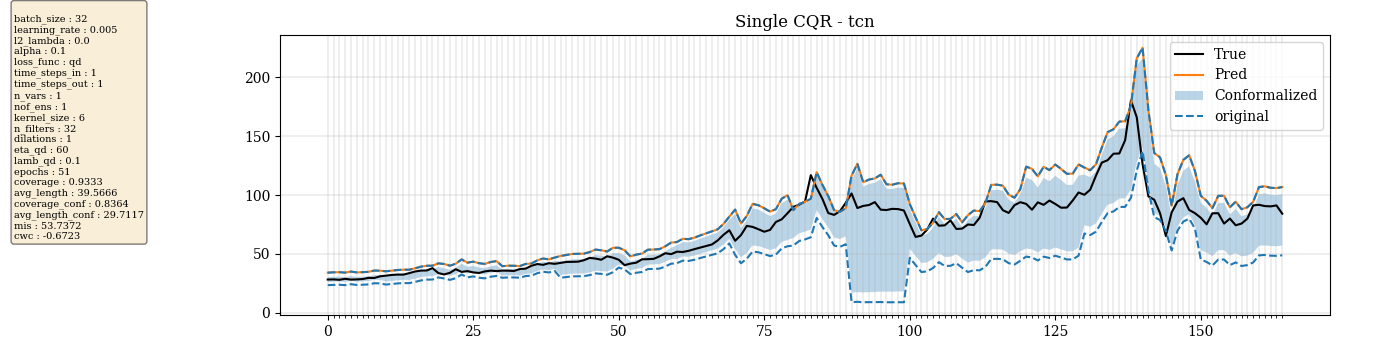 batch_size : 32
learning_rate : 0.005
l2_lambda : 0.0
alpha : 0.1
loss_func : qd
time_steps_in : 1
time_steps_out : 1
n_vars : 1
nof_ens : 1
kernel_size : 6
n_filters : 32
dilations : 1
eta_qd : 60
lamb_qd : 0.1
epochs : 51
coverage : 0.9333
avg_length : 39.5666
coverage_conf : 0.8364
avg_length_conf : 29.7117
mis : 53.7372
cwc : -0.6723
Single CQR - tcn
True
Pred
Conformalized
original
200
150
100
50
0
0 25 50 75 100 125 150